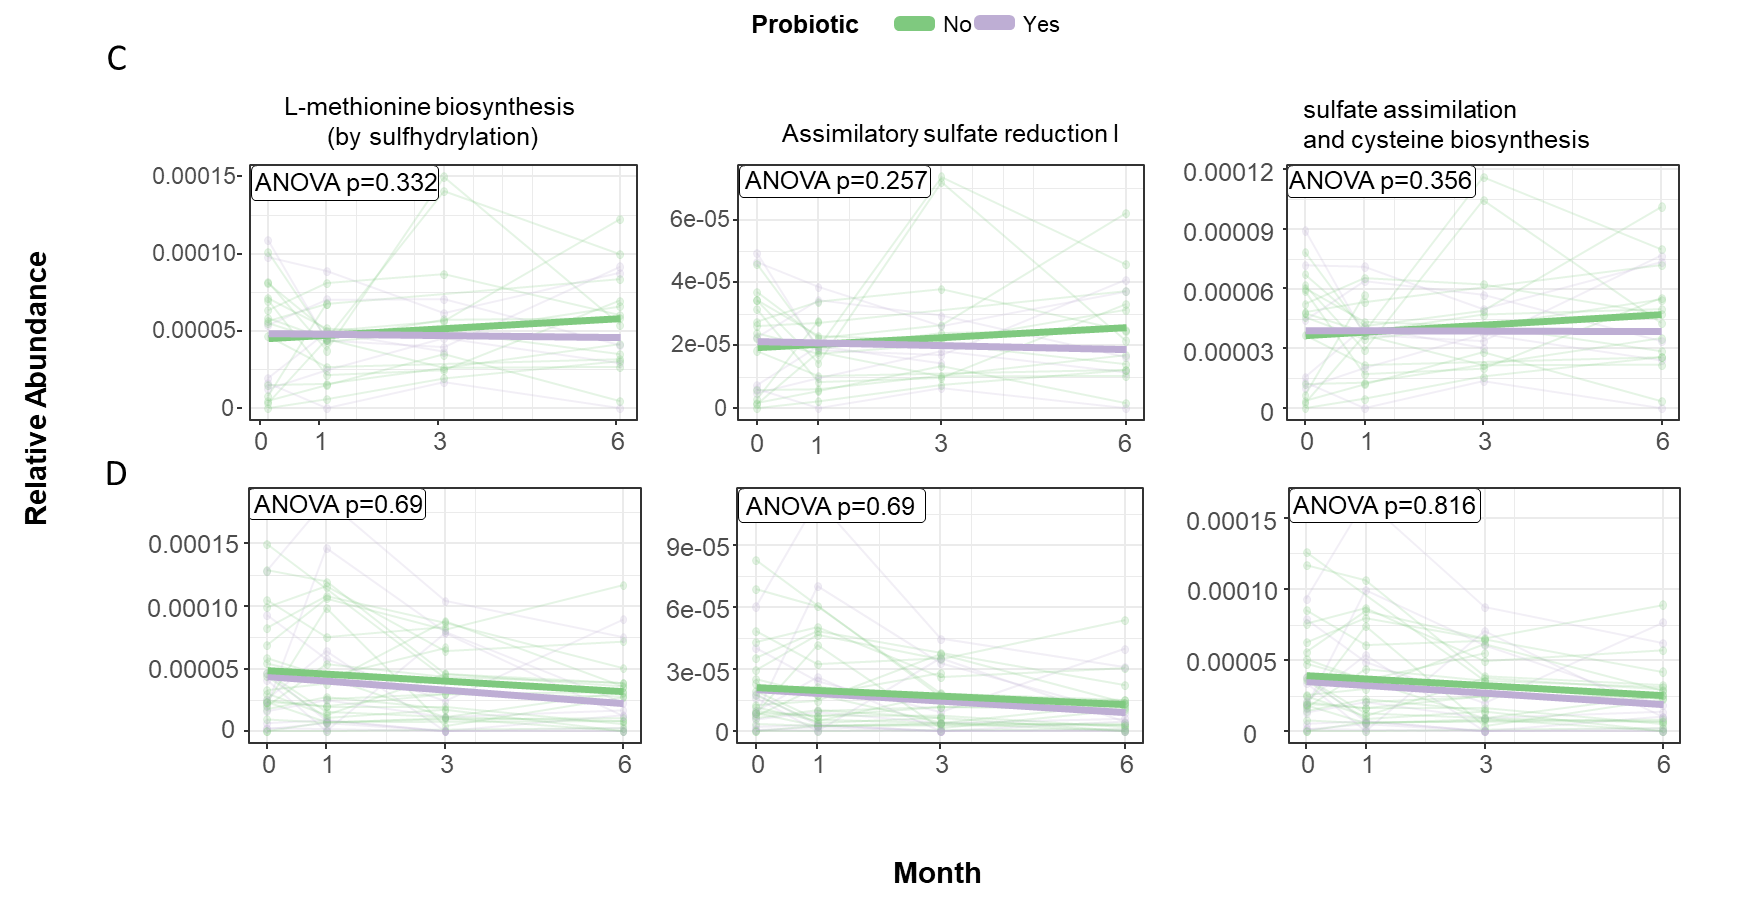 Probiotic No Yes
C
L-methionine biosynthesis
(by sulfhydrylation)
Assimilatory sulfate reduction I
sulfate assimilation
and cysteine biosynthesis
Relative Abundance
ANOVA p=0.332
0.00015
0.00010
0.00005
0
0 1 3 6
ANOVA p=0.257
6e-05
4e-05
2e-05
0
0 1 3 6
ANOVA p=0.356
0.00012
0.00009
0.00006
0.00003
0
0 1 3 6
D
ANOVA p=0.69
0.00015
0.00010
0.00005
0
0 1 3 6
ANOVA p=0.69
9e-05
6e-05
3e-05
0
0 1 3 6
ANOVA p=0.816
0.00015
0.00010
0.00005
0
0 1 3 6
Month